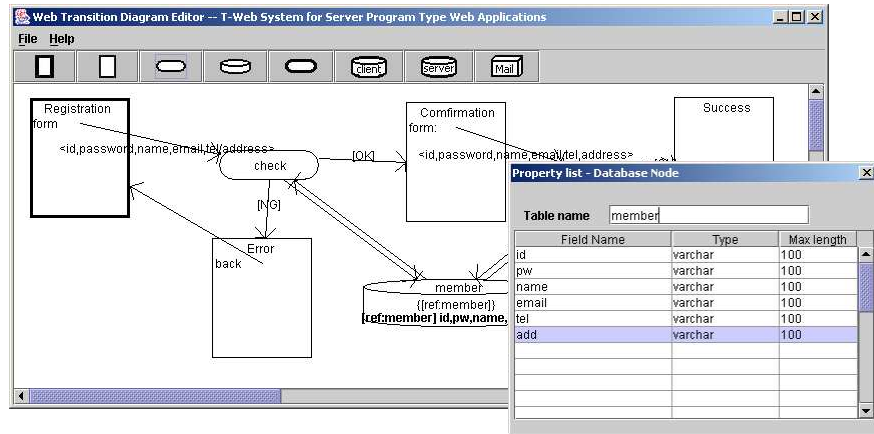 Web Transition Diagram Editor -- T-Web System for Server Program Type Web Applications
File Help
client server Mail
Registration
form
<id,password,name,email,tel,address>
check
[OK]
[NG]
Comfirmation
form:
<id,password,name,email,tel,address>
Success
Error
back
member
{[ref:member]}
[ref:member] id,pw,name,
Property list - Database Node
Table name member
Field Name Type Max length
id varchar 100
pw varchar 100
name varchar 100
email varchar 100
tel varchar 100
add varchar 100